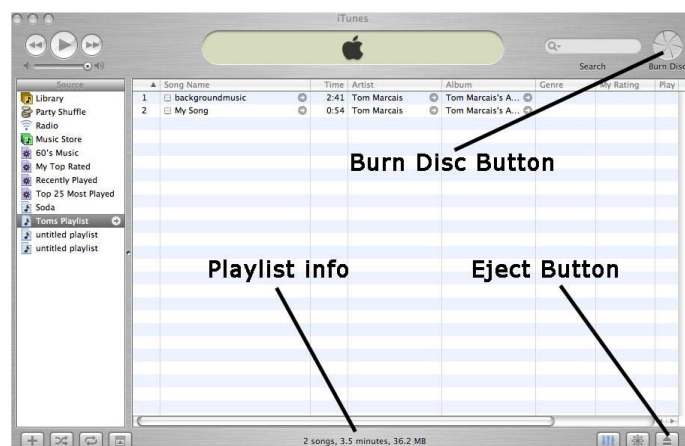 iTunes
Search
Burn Disc
Source
Song Name Time Artist Album Genre My Rating Play
Library
Party Shuffle
Radio
Music Store
60's Music
My Top Rated
Recently Played
Top 25 Most Played
Soda
Toms Playlist
untitled playlist
untitled playlist
1 backgroundmusic 2:41 Tom Marcais Tom Marcais's A...
2 My Song 0:54 Tom Marcais Tom Marcais's A...
Burn Disc Button
Playlist info
Eject Button
2 songs, 3.5 minutes, 36.2 MB